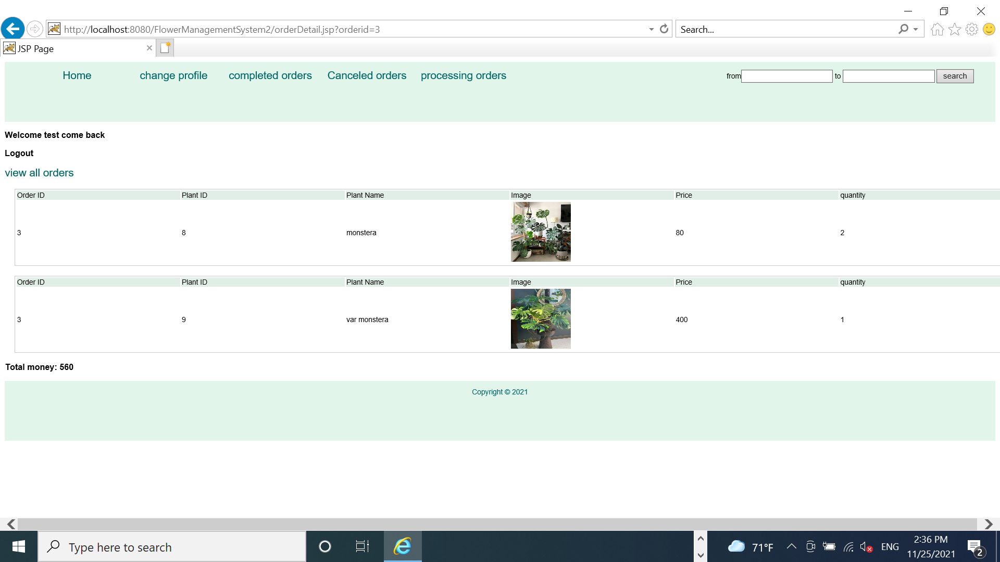 http://localhost:8080/FlowerManagementSystem2/orderDetail.jsp?orderid=3
Search...
JSP Page
Home change profile completed orders Canceled orders processing orders from to search
Welcome test come back
Logout
view all orders
Order ID Plant ID Plant Name Image Price quantity
3 8 monstera 80 2
Order ID Plant ID Plant Name Image Price quantity
3 9 var monstera 400 1
Total money: 560
Copyright © 2021
Type here to search
71°F
ENG
2:36 PM
11/25/2021
2